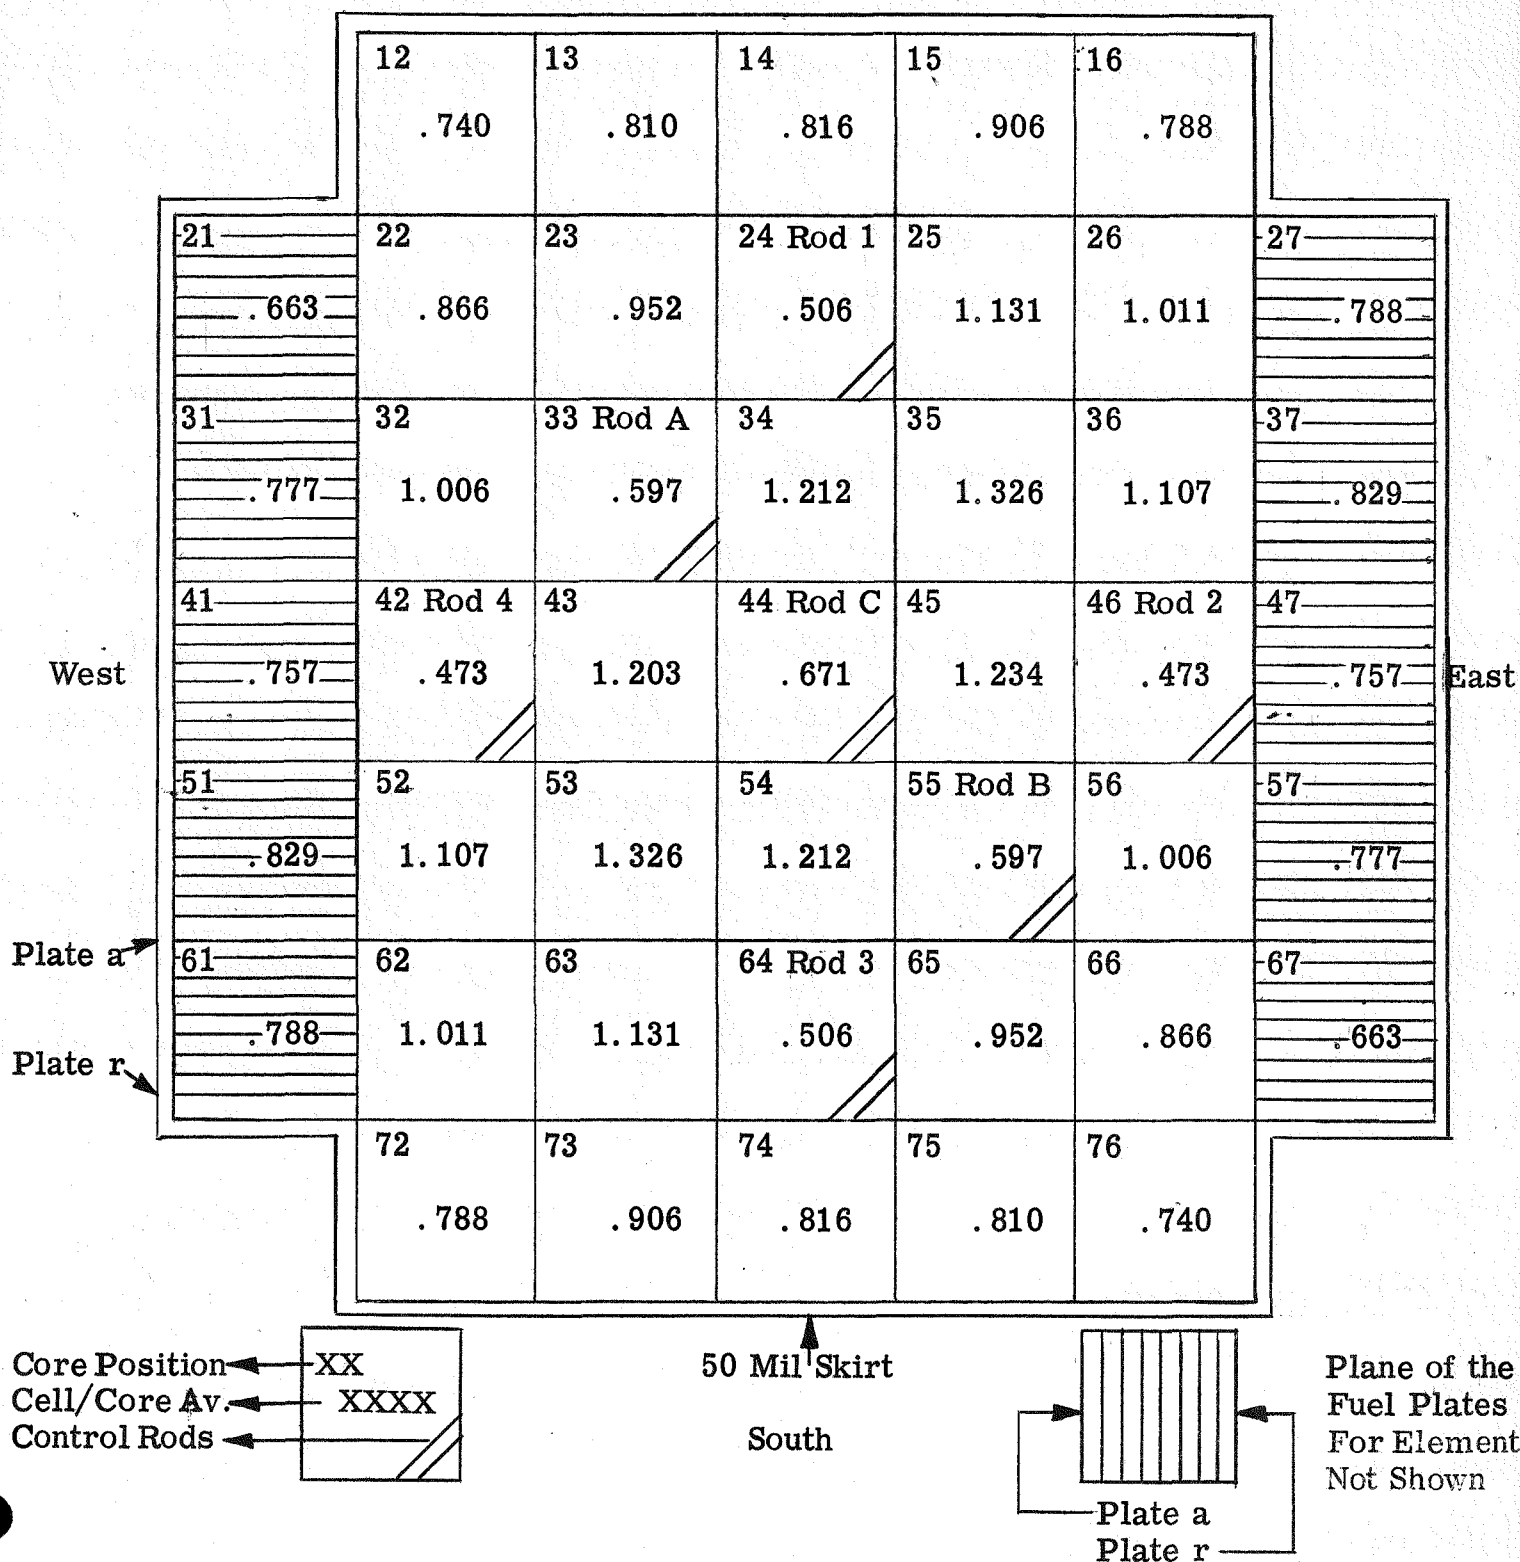 12 13 14 15 16
.740 .810 .816 .906 .788
21 22 23 24 Rod 1 25 26 27
.663 .866 .952 .506 1.131 1.011 .788
31 32 33 Rod A 34 35 36 37
.777 1.006 .597 1.212 1.326 1.107 .829
41 42 Rod 4 43 44 Rod C 45 46 Rod 2 47
West .757 .473 1.203 .671 1.234 .473 .757 East
51 52 53 54 55 Rod B 56 57
.829 1.107 1.326 1.212 .597 1.006 .777
Plate a
61 62 63 64 Rod 3 65 66 67
.788 1.011 1.131 .506 .952 .866 .663
Plate r
72 73 74 75 76
.788 .906 .816 .810 .740
Core Position XX
Cell/Core Av. XXXX
Control Rods
50 Mil Skirt
South
Plane of the
Fuel Plates
For Element
Not Shown
Plate a
Plate r